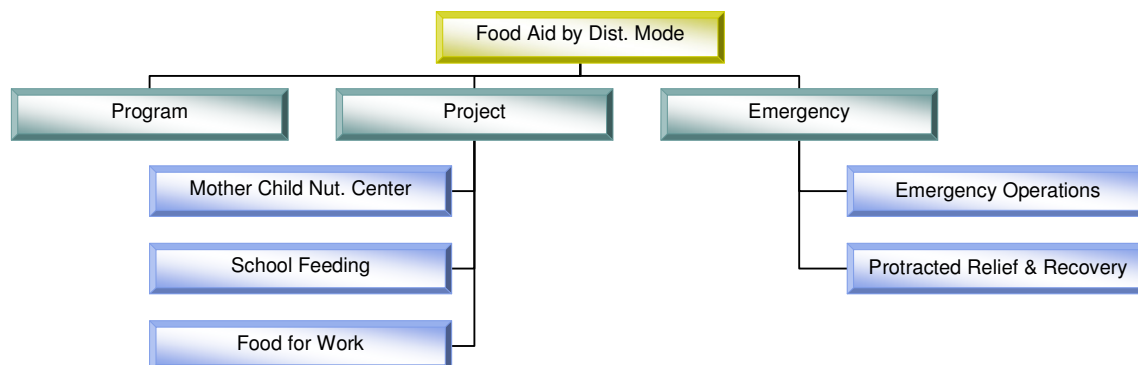 Food Aid by Dist. Mode
Program
Project
Emergency
Mother Child Nut. Center
School Feeding
Food for Work
Emergency Operations
Protracted Relief & Recovery